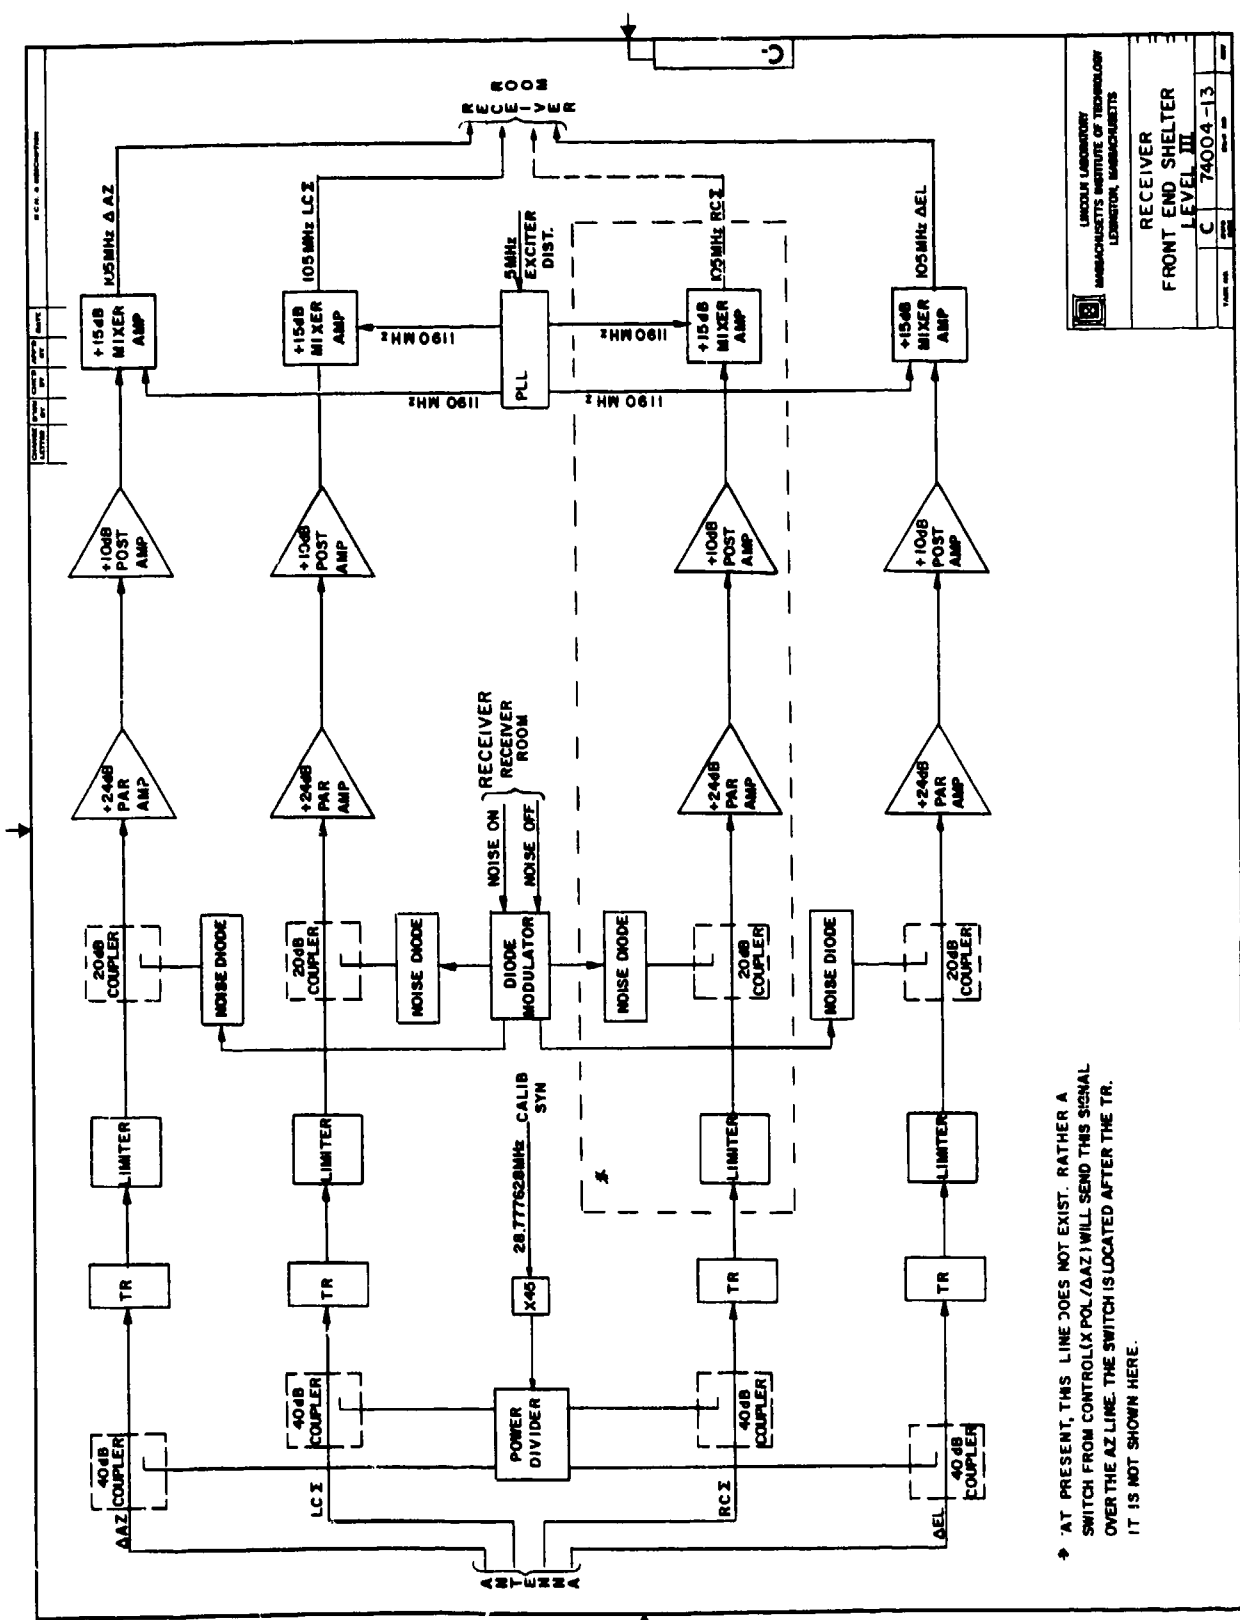 ANTENNA
ΔAZ
40dB
COUPLER
TR
LIMITER
20dB
COUPLER
NOISE DIODE
+24dB
PAR
AMP
+10dB
POST
AMP
+15dB
MIXER
AMP
105MHz ΔAZ
LCΣ
40dB
COUPLER
TR
LIMITER
20dB
COUPLER
NOISE DIODE
+24dB
PAR
AMP
POST
AMP
+15dB
MIXER
AMP
105MHz LCΣ
RECEIVER
ROOM
POWER
DIVIDER
X45
28.777628MHz CALIB
SYN
DIODE
MODULATOR
NOISE ON
NOISE OFF
RECEIVER
RECEIVER
ROOM
PLL
5MHz
EXCITER
DIST.
1190 MHz
1190 MHz
1190 MHz
1190 MHz
RCΣ
40dB
COUPLER
TR
LIMITER
20dB
COUPLER
NOISE DIODE
+24dB
PAR
AMP
+10dB
POST
AMP
+15dB
MIXER
AMP
105MHz RCΣ
ΔEL
40dB
COUPLER
TR
LIMITER
20dB
COUPLER
NOISE DIODE
+24dB
PAR
AMP
+10dB
POST
AMP
+15dB
MIXER
AMP
105MHz ΔEL
AT PRESENT, THIS LINE DOES NOT EXIST. RATHER A
SWITCH FROM CONTROL (X POL/ΔAZ) WILL SEND THIS SIGNAL
OVER THE AZ LINE. THE SWITCH IS LOCATED AFTER THE TR.
IT IS NOT SHOWN HERE.
LINCOLN LABORATORY
MASSACHUSETTS INSTITUTE OF TECHNOLOGY
LEXINGTON, MASSACHUSETTS
RECEIVER
FRONT END SHELTER
LEVEL III
C 74004-13
C